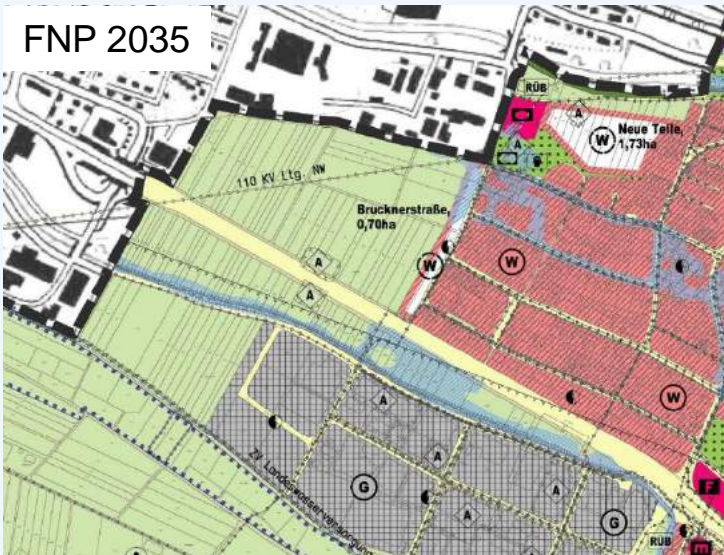 FNP 2035
RÜB
A
W
Neue Teile,
1,73ha
A
110 KV Ltg. NW
Brucknerstraße,
0,70ha
A
W
W
A
A
W
ZV Landeswasserversorgung
A
F
G
A
G
RÜB